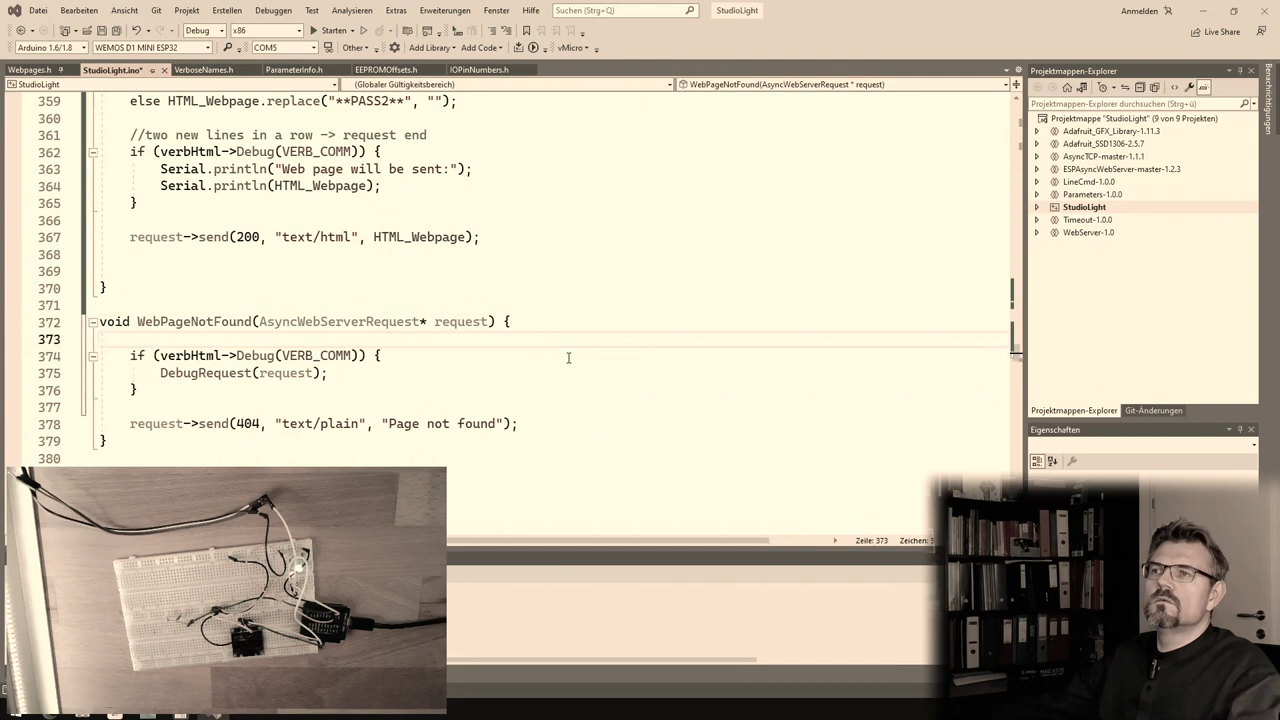 Datei Bearbeiten Ansicht Git Projekt Erstellen Debuggen Test Analysieren Extras Erweiterungen Fenster Hilfe Suchen (Strg+Q) StudioLight Anmelden
Debug x86 Starten Live Share
Arduino 1.6/1.8 WEMOS D1 MINI ESP32 COM5 Other Add Library Add Code vMicro
Webpages.h StudioLight.ino* VerboseNames.h ParameterInfo.h EEPROMOffsets.h IOPinNumbers.h
StudioLight (Globaler Gültigkeitsbereich) WebPageNotFound(AsyncWebServerRequest * request)
359 else HTML_Webpage.replace("**PASS2**", "");
360
361 //two new lines in a row -> request end
362 if (verbHtml->Debug(VERB_COMM)) {
363 Serial.println("Web page will be sent:");
364 Serial.println(HTML_Webpage);
365 }
366
367 request->send(200, "text/html", HTML_Webpage);
368
369
370 }
371
372 void WebPageNotFound(AsyncWebServerRequest* request) {
373
374 if (verbHtml->Debug(VERB_COMM)) {
375 DebugRequest(request);
376 }
377
378 request->send(404, "text/plain", "Page not found");
379 }
380
Zeile: 373 Zeichen:
Projektmappen-Explorer
Projektmappen-Explorer durchsuchen (Strg+ü)
Projektmappe "StudioLight" (9 von 9 Projekten)
Adafruit_GFX_Library-1.11.3
Adafruit_SSD1306-2.5.7
AsyncTCP-master-1.1.1
ESPAsyncWebServer-master-1.2.3
LineCmd-1.0.0
Parameters-1.0.0
StudioLight
Timeout-1.0.0
WebServer-1.0
Projektmappen-Explorer Git-Änderungen
Eigenschaften
Benachrichtigungen